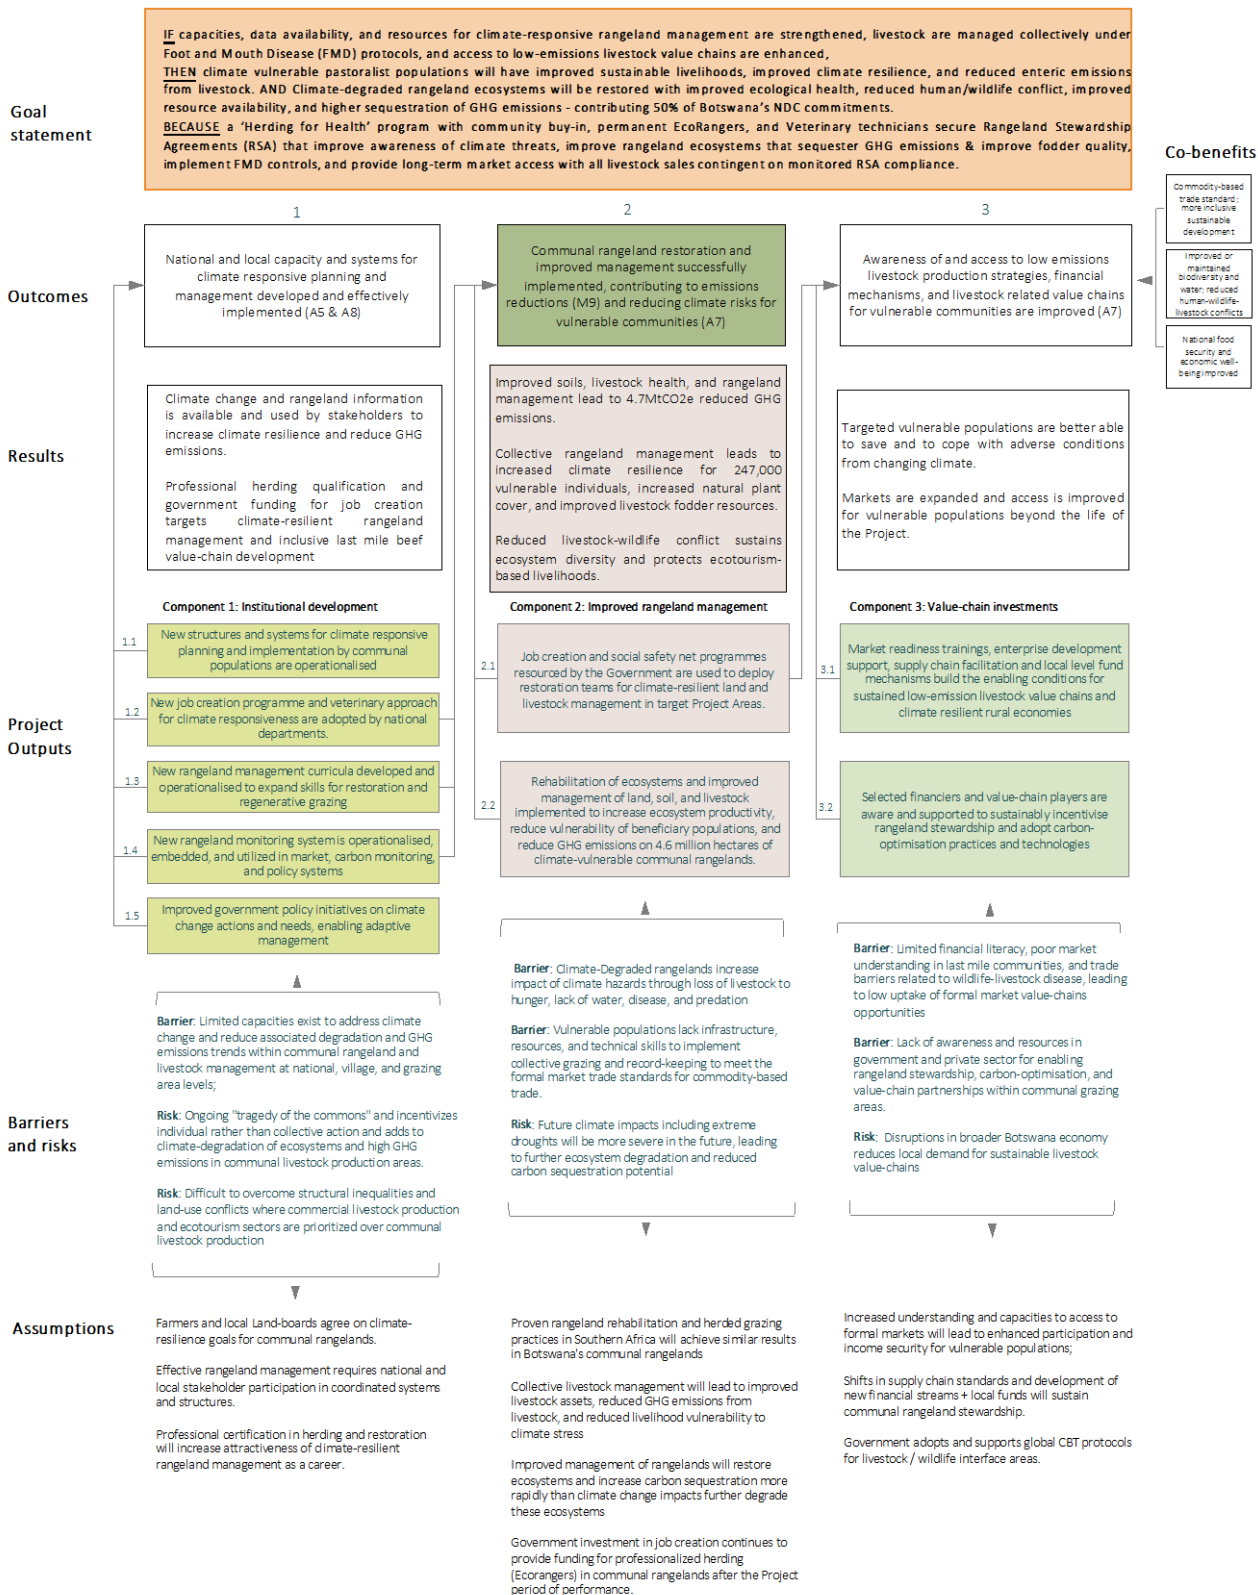 IF capacities, data availability, and resources for climate-responsive rangeland management are strengthened, livestock are managed collectively under
Foot and Mouth Disease (FMD) protocols, and access to low-emissions livestock value chains are enhanced,
THEN climate vulnerable pastoralist populations will have improved sustainable livelihoods, improved climate resilience, and reduced enteric emissions
from livestock. AND Climate-degraded rangeland ecosystems will be restored with improved ecological health, reduced human/wildlife conflict, improved
resource availability, and higher sequestration of GHG emissions - contributing 50% of Botswana's NDC commitments.
BECAUSE a 'Herding for Health' program with community buy-in, permanent EcoRangers, and Veterinary technicians secure Rangeland Stewardship
Agreements (RSA) that improve awareness of climate threats, improve rangeland ecosystems that sequester GHG emissions & improve fodder quality,
implement FMD controls, and provide long-term market access with all livestock sales contingent on monitored RSA compliance.
Goal
statement
Co-benefits
Commodity-based
trade standard;
more inclusive
sustainable
development
Improved or
maintained
biodiversity and
water; reduced
human-wildlife-
livestock conflicts
National food
security and
economic well-
being improved
1
2
3
Outcomes
National and local capacity and systems for
climate responsive planning and
management developed and effectively
implemented (A5 & A8)
Communal rangeland restoration and
improved management successfully
implemented, contributing to emissions
reductions (M9) and reducing climate risks for
vulnerable communities (A7)
Awareness of and access to low emissions
livestock production strategies, financial
mechanisms, and livestock related value chains
for vulnerable communities are improved (A7)
Results
Climate change and rangeland information
is available and used by stakeholders to
increase climate resilience and reduce GHG
emissions.
Professional herding qualification and
government funding for job creation
targets climate-resilient rangeland
management and inclusive last mile beef
value-chain development
Improved soils, livestock health, and rangeland
management lead to 4.7MtCO2e reduced GHG
emissions.
Collective rangeland management leads to
increased climate resilience for 247,000
vulnerable individuals, increased natural plant
cover, and improved livestock fodder resources.
Reduced livestock-wildlife conflict sustains
ecosystem diversity and protects ecotourism-
based livelihoods.
Targeted vulnerable populations are better able
to save and to cope with adverse conditions
from changing climate.
Markets are expanded and access is improved
for vulnerable populations beyond the life of
the Project.
Component 1: Institutional development
Component 2: Improved rangeland management
Component 3: Value-chain investments
Project
Outputs
1.1
New structures and systems for climate responsive
planning and implementation by communal
populations are operationalised
1.2
New job creation programme and veterinary approach
for climate responsiveness are adopted by national
departments.
1.3
New rangeland management curricula developed and
operationalised to expand skills for restoration and
regenerative grazing
1.4
New rangeland monitoring system is operationalised,
embedded, and utilized in market, carbon monitoring,
and policy systems
1.5
Improved government policy initiatives on climate
change actions and needs, enabling adaptive
management
2.1
Job creation and social safety net programmes
resourced by the Government are used to deploy
restoration teams for climate-resilient land and
livestock management in target Project Areas.
2.2
Rehabilitation of ecosystems and improved
management of land, soil, and livestock
implemented to increase ecosystem productivity,
reduce vulnerability of beneficiary populations, and
reduce GHG emissions on 4.6 million hectares of
climate-vulnerable communal rangelands.
3.1
Market readiness trainings, enterprise development
support, supply chain facilitation and local level fund
mechanisms build the enabling conditions for
sustained low-emission livestock value chains and
climate resilient rural economies
3.2
Selected financiers and value-chain players are
aware and supported to sustainably incentivise
rangeland stewardship and adopt carbon-
optimisation practices and technologies
Barriers
and risks
Barrier: Limited capacities exist to address climate
change and reduce associated degradation and GHG
emissions trends within communal rangeland and
livestock management at national, village, and grazing
area levels;
Risk: Ongoing "tragedy of the commons" and incentivizes
individual rather than collective action and adds to
climate-degradation of ecosystems and high GHG
emissions in communal livestock production areas.
Risk: Difficult to overcome structural inequalities and
land-use conflicts where commercial livestock production
and ecotourism sectors are prioritized over communal
livestock production
Barrier: Climate-Degraded rangelands increase
impact of climate hazards through loss of livestock to
hunger, lack of water, disease, and predation
Barrier: Vulnerable populations lack infrastructure,
resources, and technical skills to implement
collective grazing and record-keeping to meet the
formal market trade standards for commodity-based
trade.
Risk: Future climate impacts including extreme
droughts will be more severe in the future, leading
to further ecosystem degradation and reduced
carbon sequestration potential
Barrier: Limited financial literacy, poor market
understanding in last mile communities, and trade
barriers related to wildlife-livestock disease, leading
to low uptake of formal market value-chains
opportunities
Barrier: Lack of awareness and resources in
government and private sector for enabling
rangeland stewardship, carbon-optimisation, and
value-chain partnerships within communal grazing
areas.
Risk: Disruptions in broader Botswana economy
reduces local demand for sustainable livestock
value-chains
Assumptions
Farmers and local Land-boards agree on climate-
resilience goals for communal rangelands.
Effective rangeland management requires national and
local stakeholder participation in coordinated systems
and structures.
Professional certification in herding and restoration
will increase attractiveness of climate-resilient
rangeland management as a career.
Proven rangeland rehabilitation and herded grazing
practices in Southern Africa will achieve similar results
in Botswana's communal rangelands
Collective livestock management will lead to improved
livestock assets, reduced GHG emissions from
livestock, and reduced livelihood vulnerability to
climate stress
Improved management of rangelands will restore
ecosystems and increase carbon sequestration more
rapidly than climate change impacts further degrade
these ecosystems
Government investment in job creation continues to
provide funding for professionalized herding
(Ecorangers) in communal rangelands after the Project
period of performance.
Increased understanding and capacities to access to
formal markets will lead to enhanced participation and
income security for vulnerable populations;
Shifts in supply chain standards and development of
new financial streams + local funds will sustain
communal rangeland stewardship.
Government adopts and supports global CBT protocols
for livestock / wildlife interface areas.